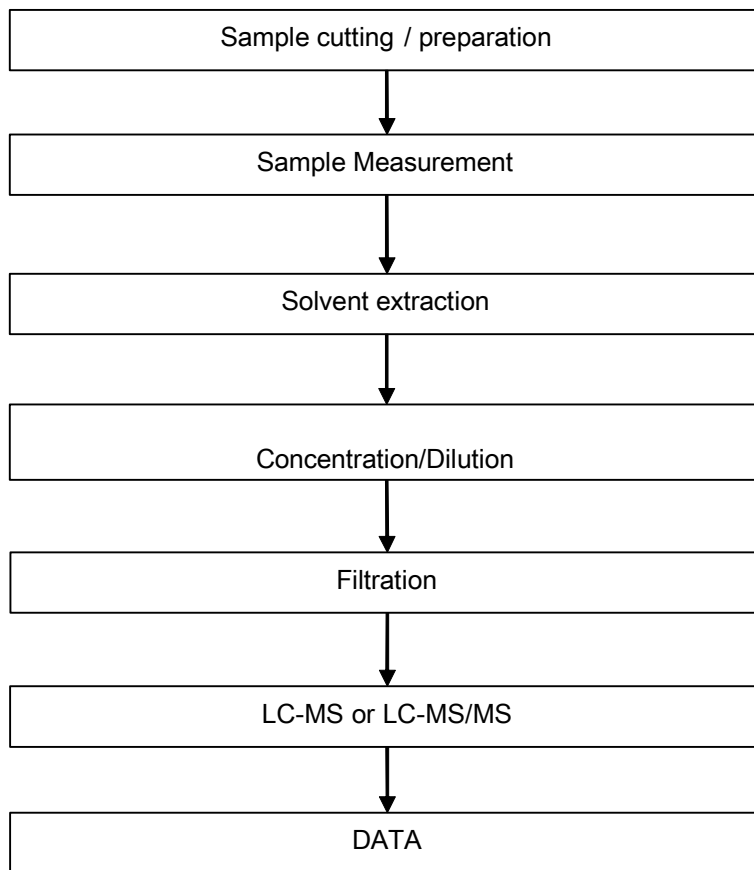 Sample cutting / preparation
Sample Measurement
Solvent extraction
Concentration/Dilution
Filtration
LC-MS or LC-MS/MS
DATA